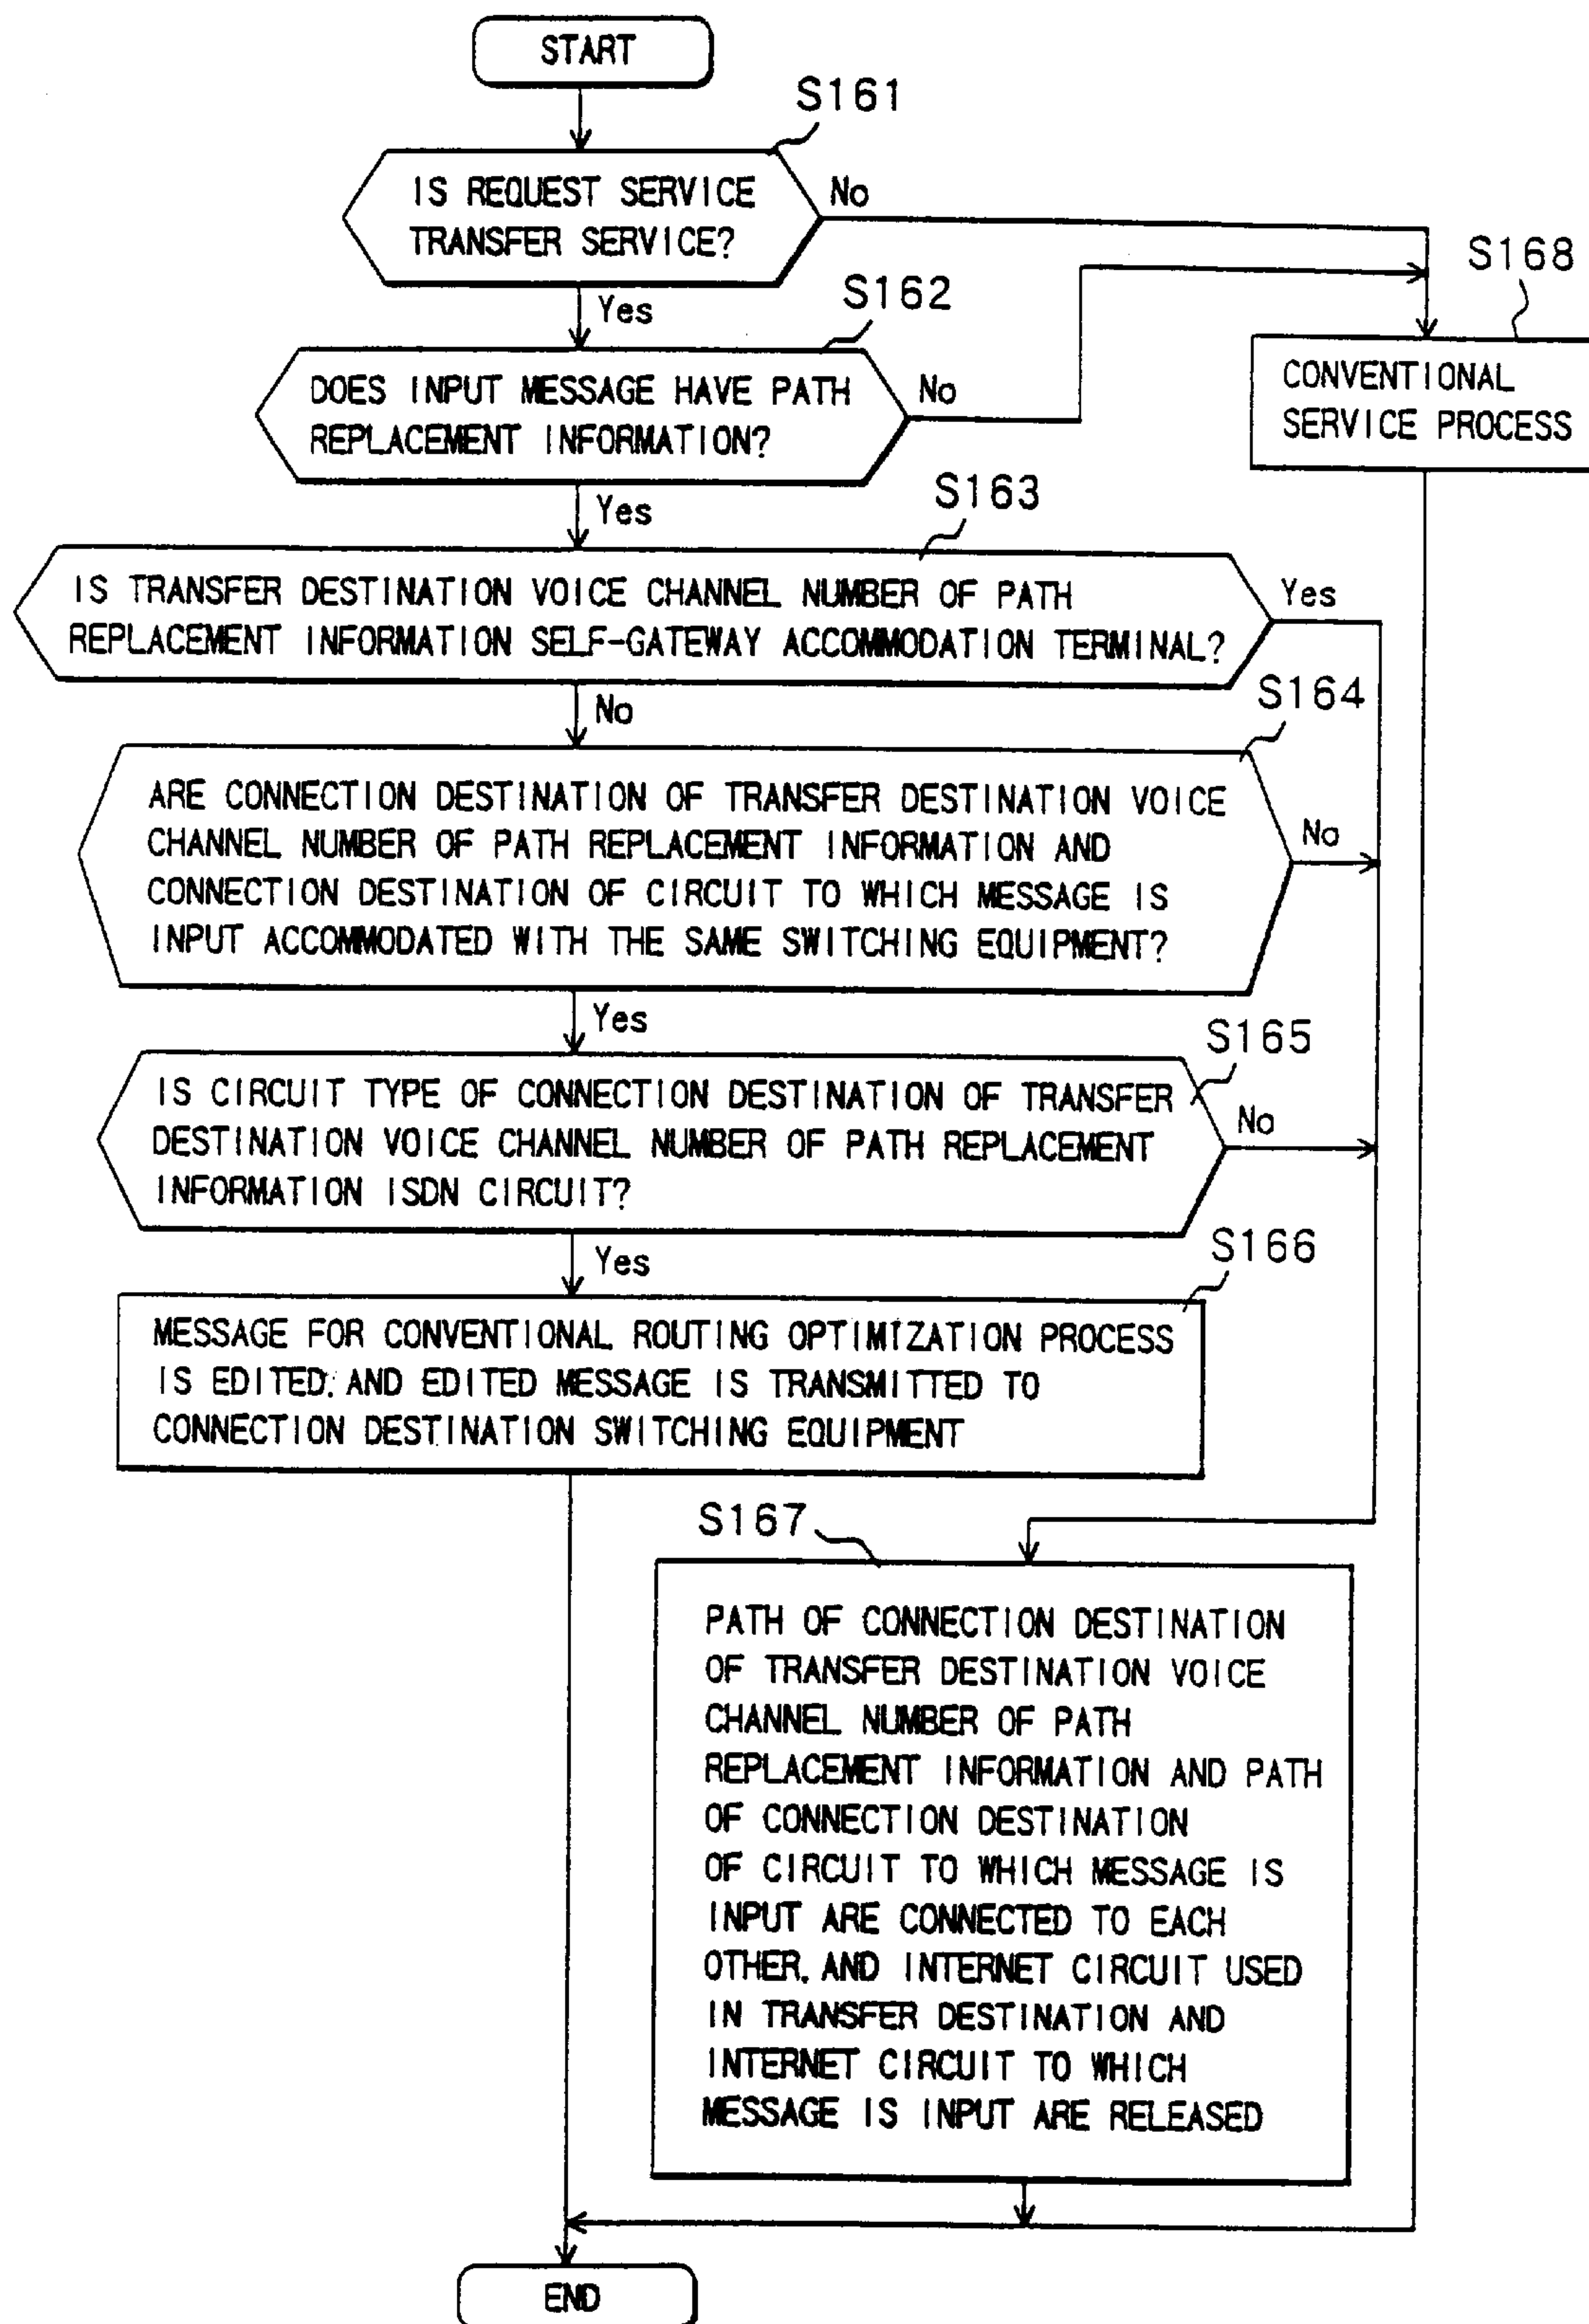 START
S161
IS REQUEST SERVICE
TRANSFER SERVICE?
No
Yes
S168
CONVENTIONAL
SERVICE PROCESS
S162
DOES INPUT MESSAGE HAVE PATH
REPLACEMENT INFORMATION?
No
Yes
S163
IS TRANSFER DESTINATION VOICE CHANNEL NUMBER OF PATH
REPLACEMENT INFORMATION SELF-GATEWAY ACCOMMODATION TERMINAL?
Yes
No
S164
ARE CONNECTION DESTINATION OF TRANSFER DESTINATION VOICE
CHANNEL NUMBER OF PATH REPLACEMENT INFORMATION AND
CONNECTION DESTINATION OF CIRCUIT TO WHICH MESSAGE IS
INPUT ACCOMMODATED WITH THE SAME SWITCHING EQUIPMENT?
No
Yes
S165
IS CIRCUIT TYPE OF CONNECTION DESTINATION OF TRANSFER
DESTINATION VOICE CHANNEL NUMBER OF PATH REPLACEMENT
INFORMATION ISDN CIRCUIT?
No
Yes
S166
MESSAGE FOR CONVENTIONAL ROUTING OPTIMIZATION PROCESS
IS EDITED, AND EDITED MESSAGE IS TRANSMITTED TO
CONNECTION DESTINATION SWITCHING EQUIPMENT
S167
PATH OF CONNECTION DESTINATION
OF TRANSFER DESTINATION VOICE
CHANNEL NUMBER OF PATH
REPLACEMENT INFORMATION AND PATH
OF CONNECTION DESTINATION
OF CIRCUIT TO WHICH MESSAGE IS
INPUT ARE CONNECTED TO EACH
OTHER, AND INTERNET CIRCUIT USED
IN TRANSFER DESTINATION AND
INTERNET CIRCUIT TO WHICH
MESSAGE IS INPUT ARE RELEASED
END